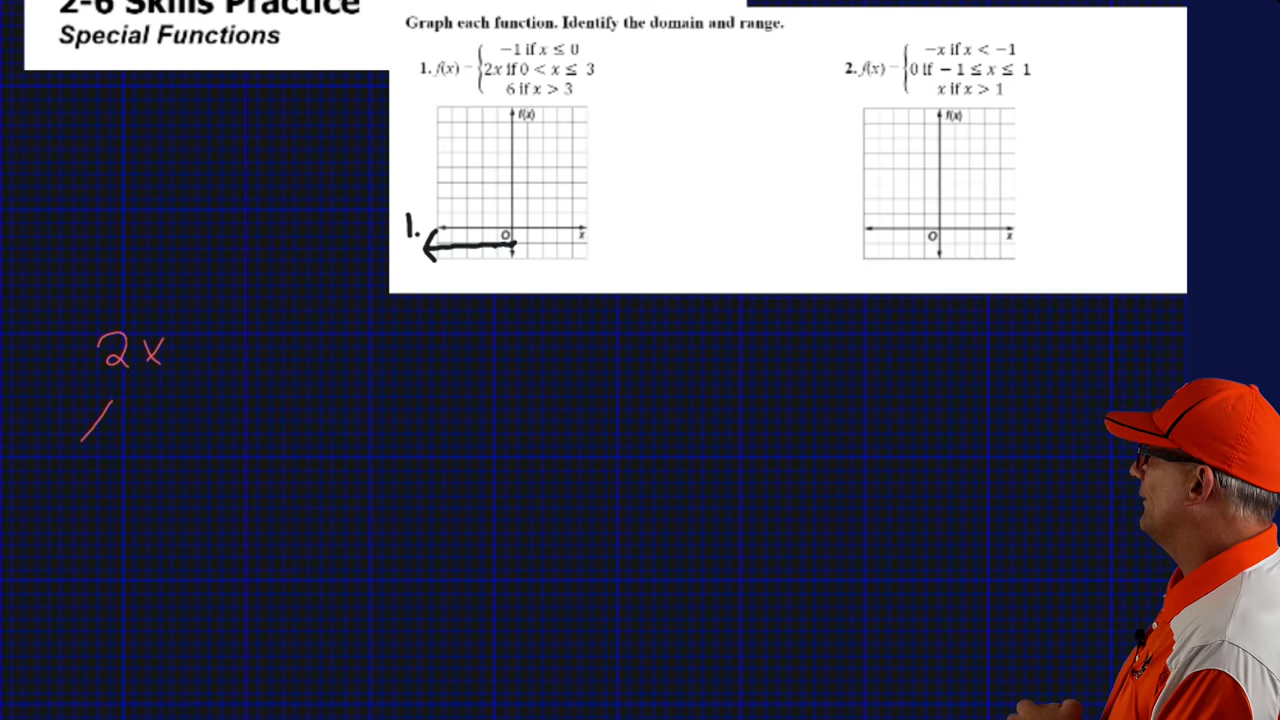 2-6 Skills Practice
Special Functions
Graph each function. Identify the domain and range.
-1 if x ≤ 0
1. f(x) - { 2x if 0 < x ≤ 3
6 if x > 3
-x if x < -1
2. f(x) - { 0 if - 1 ≤ x ≤ 1
x if x > 1
f(x)
f(x)
1.
O
x
O
x
2x